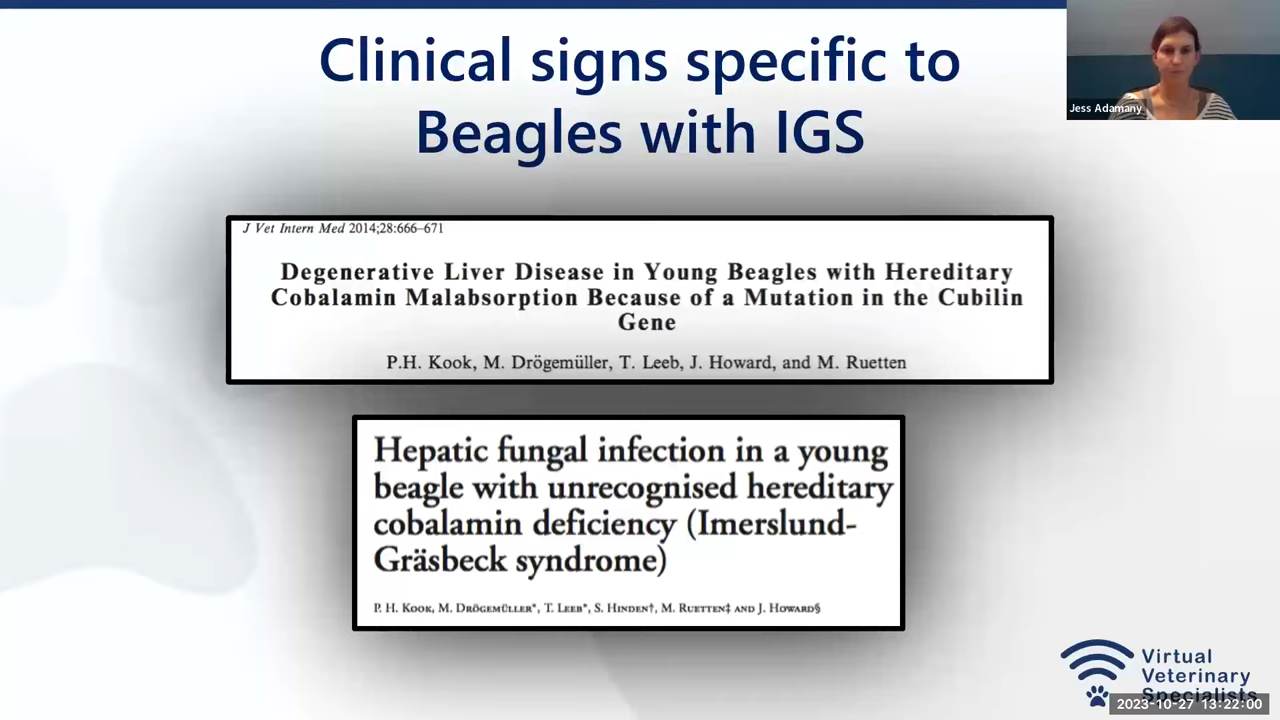 Clinical signs specific to
Beagles with IGS
Jess Adamany
J Vet Intern Med 2014;28:666–671
Degenerative Liver Disease in Young Beagles with Hereditary
Cobalamin Malabsorption Because of a Mutation in the Cubilin
Gene
P.H. Kook, M. Drögemüller, T. Leeb, J. Howard, and M. Ruetten
Hepatic fungal infection in a young
beagle with unrecognised hereditary
cobalamin deficiency (Imerslund-
Gräsbeck syndrome)
P. H. Kook, M. Drögemüller*, T. Leeb*, S. Hinden†, M. Ruetten‡ and J. Howard§
Virtual
Veterinary
Specialists
2023-10-27 13:22:00